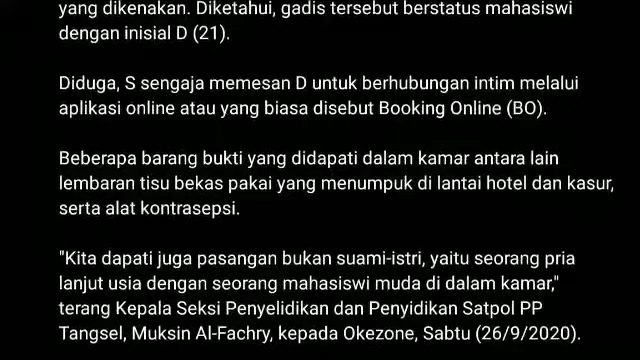 yang dikenakan. Diketahui, gadis tersebut berstatus mahasiswi
dengan inisial D (21).
Diduga, S sengaja memesan D untuk berhubungan intim melalui
aplikasi online atau yang biasa disebut Booking Online (BO).
Beberapa barang bukti yang didapati dalam kamar antara lain
lembaran tisu bekas pakai yang menumpuk di lantai hotel dan kasur,
serta alat kontrasepsi.
"Kita dapati juga pasangan bukan suami-istri, yaitu seorang pria
lanjut usia dengan seorang mahasiswi muda di dalam kamar,"
terang Kepala Seksi Penyelidikan dan Penyidikan Satpol PP
Tangsel, Muksin Al-Fachry, kepada Okezone, Sabtu (26/9/2020).